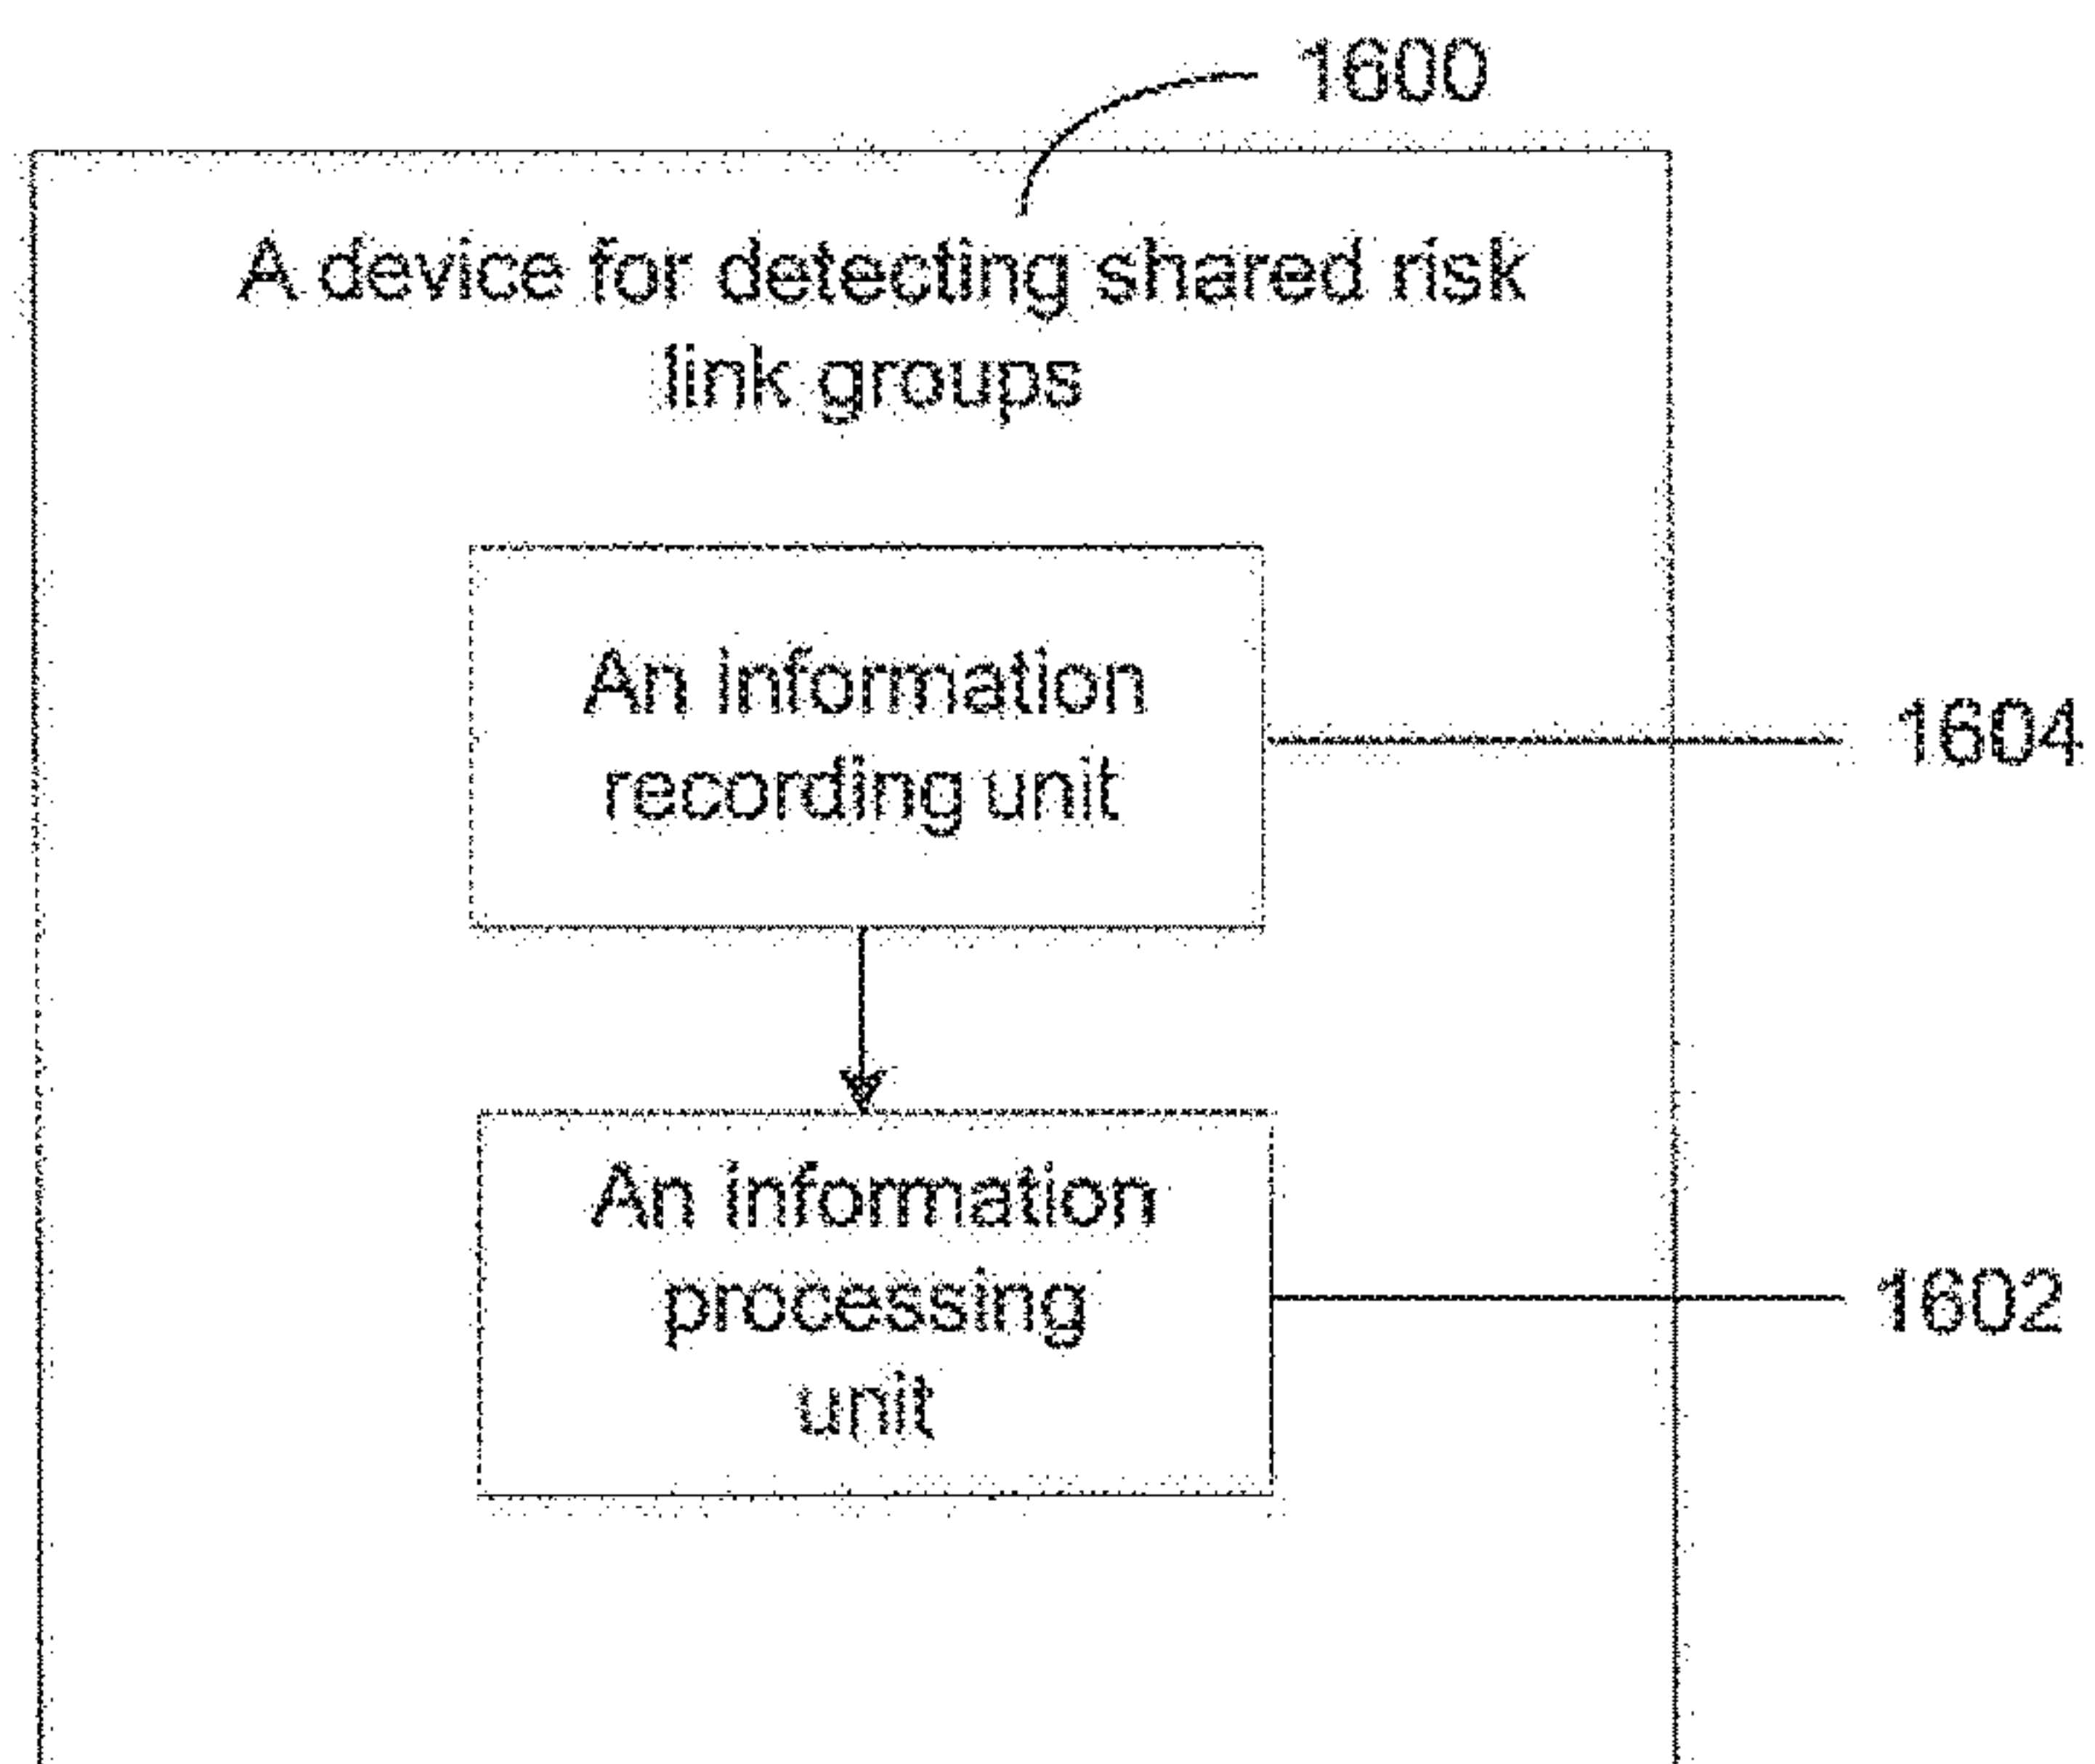 1600
A device for detecting shared risk
link groups
An information
recording unit
1604
An information
processing
unit
1602